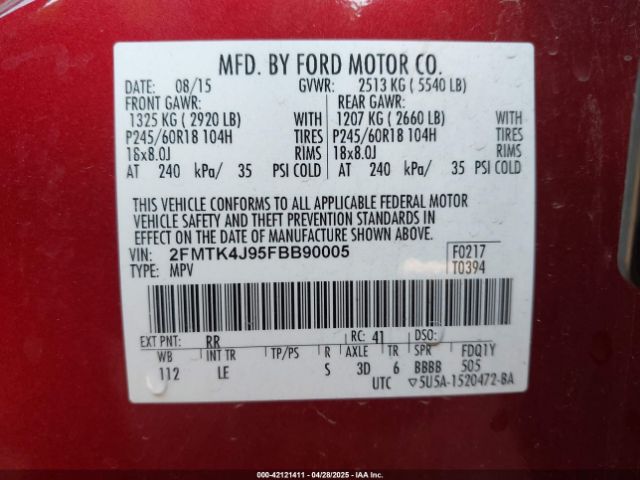 MFD. BY FORD MOTOR CO.
DATE: 08/15 GVWR: 2513 KG ( 5540 LB)
FRONT GAWR: REAR GAWR:
1325 KG ( 2920 LB) WITH 1207 KG ( 2660 LB) WITH
P245/60R18 104H TIRES P245/60R18 104H TIRES
18x8.0J RIMS 18x8.0J RIMS
AT 240 kPa/ 35 PSI COLD AT 240 kPa/ 35 PSI COLD
THIS VEHICLE CONFORMS TO ALL APPLICABLE FEDERAL MOTOR
VEHICLE SAFETY AND THEFT PREVENTION STANDARDS IN
EFFECT ON THE DATE OF MANUFACTURE SHOWN ABOVE.
VIN: 2FMTK4J95FBB90005 F0217
TYPE: MPV T0394
EXT PNT: RR RC: 41 DSO:
WB INT TR TP/PS R AXLE TR SPR FDQ1Y
112 LE S 3D 6 BBBB 505
UTC ▽5U5A-1520472-BA
000-42121411 - 04/28/2025 - IAA Inc.